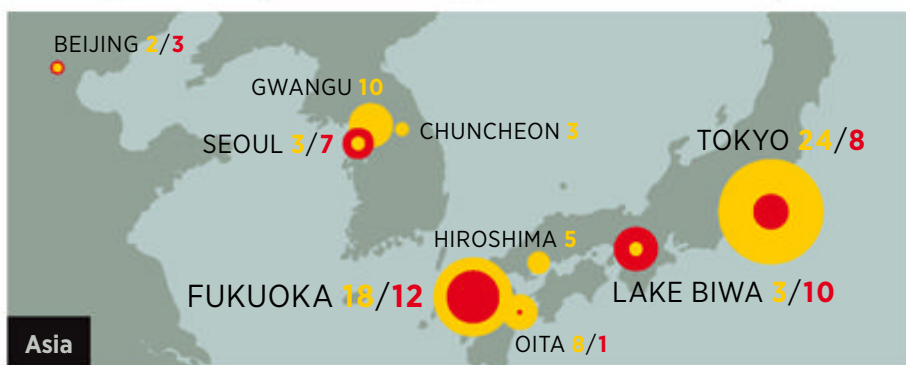 BEIJING 2/3
GWANGU 10
SEOUL 3/7
CHUNCHEON 3
TOKYO 24/8
HIROSHIMA 5
FUKUOKA 18/12
LAKE BIWA 3/10
OITA 8/1
Asia